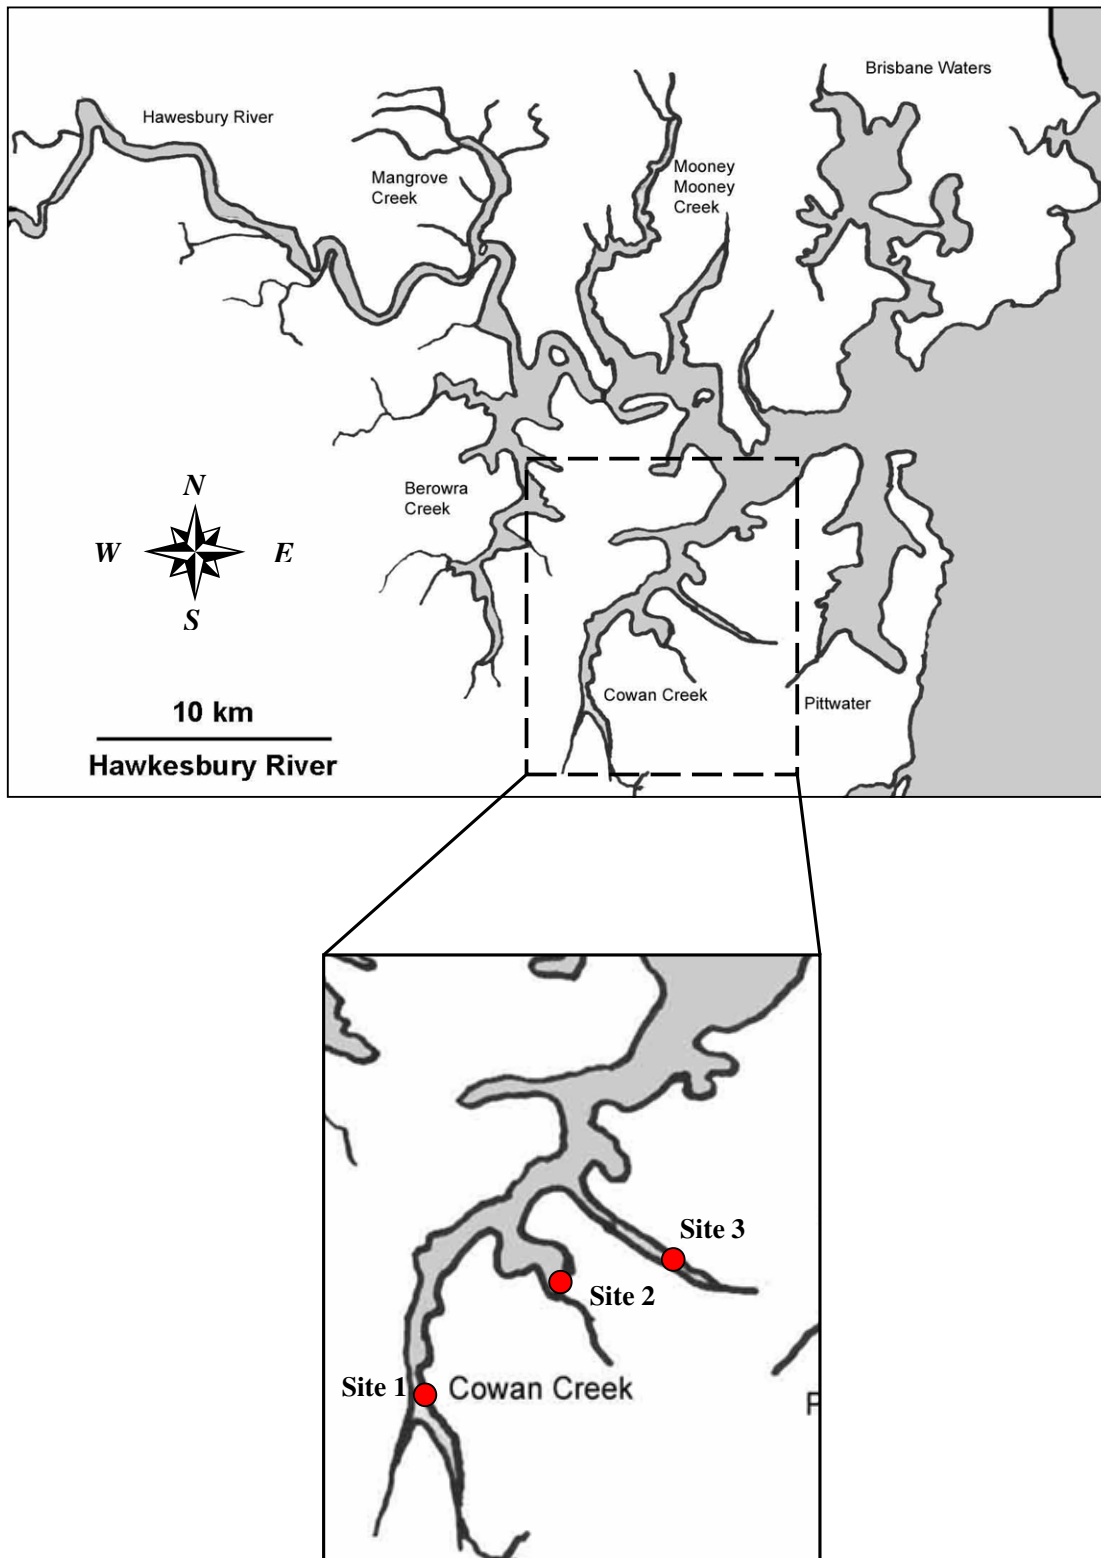 Brisbane Waters
Hawesbury River
Mangrove
Creek
Mooney
Mooney
Creek
Berowra
Creek
N
W
E
S
Cowan Creek
Pittwater
10 km
Hawkesbury River
Site 3
Site 2
Site 1
Cowan Creek